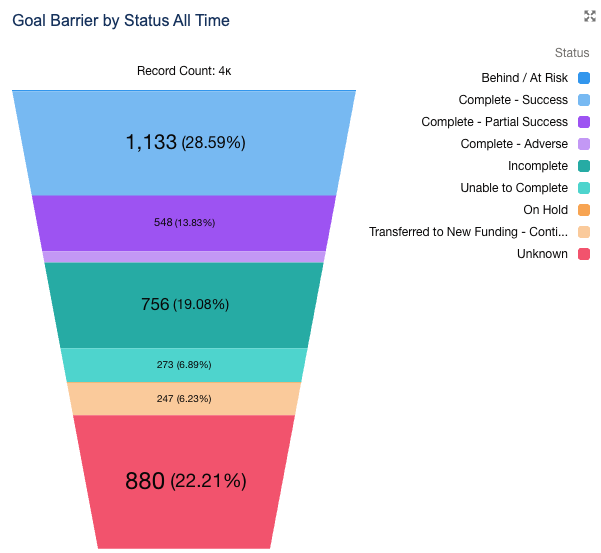 Goal Barrier by Status All Time
Status
Record Count: 4K
Behind / At Risk
Complete - Success
Complete - Partial Success
Complete - Adverse
Incomplete
Unable to Complete
On Hold
Transferred to New Funding - Conti...
Unknown
1,133 (28.59%)
548 (13.83%)
756 (19.08%)
273 (6.89%)
247 (6.23%)
880 (22.21%)